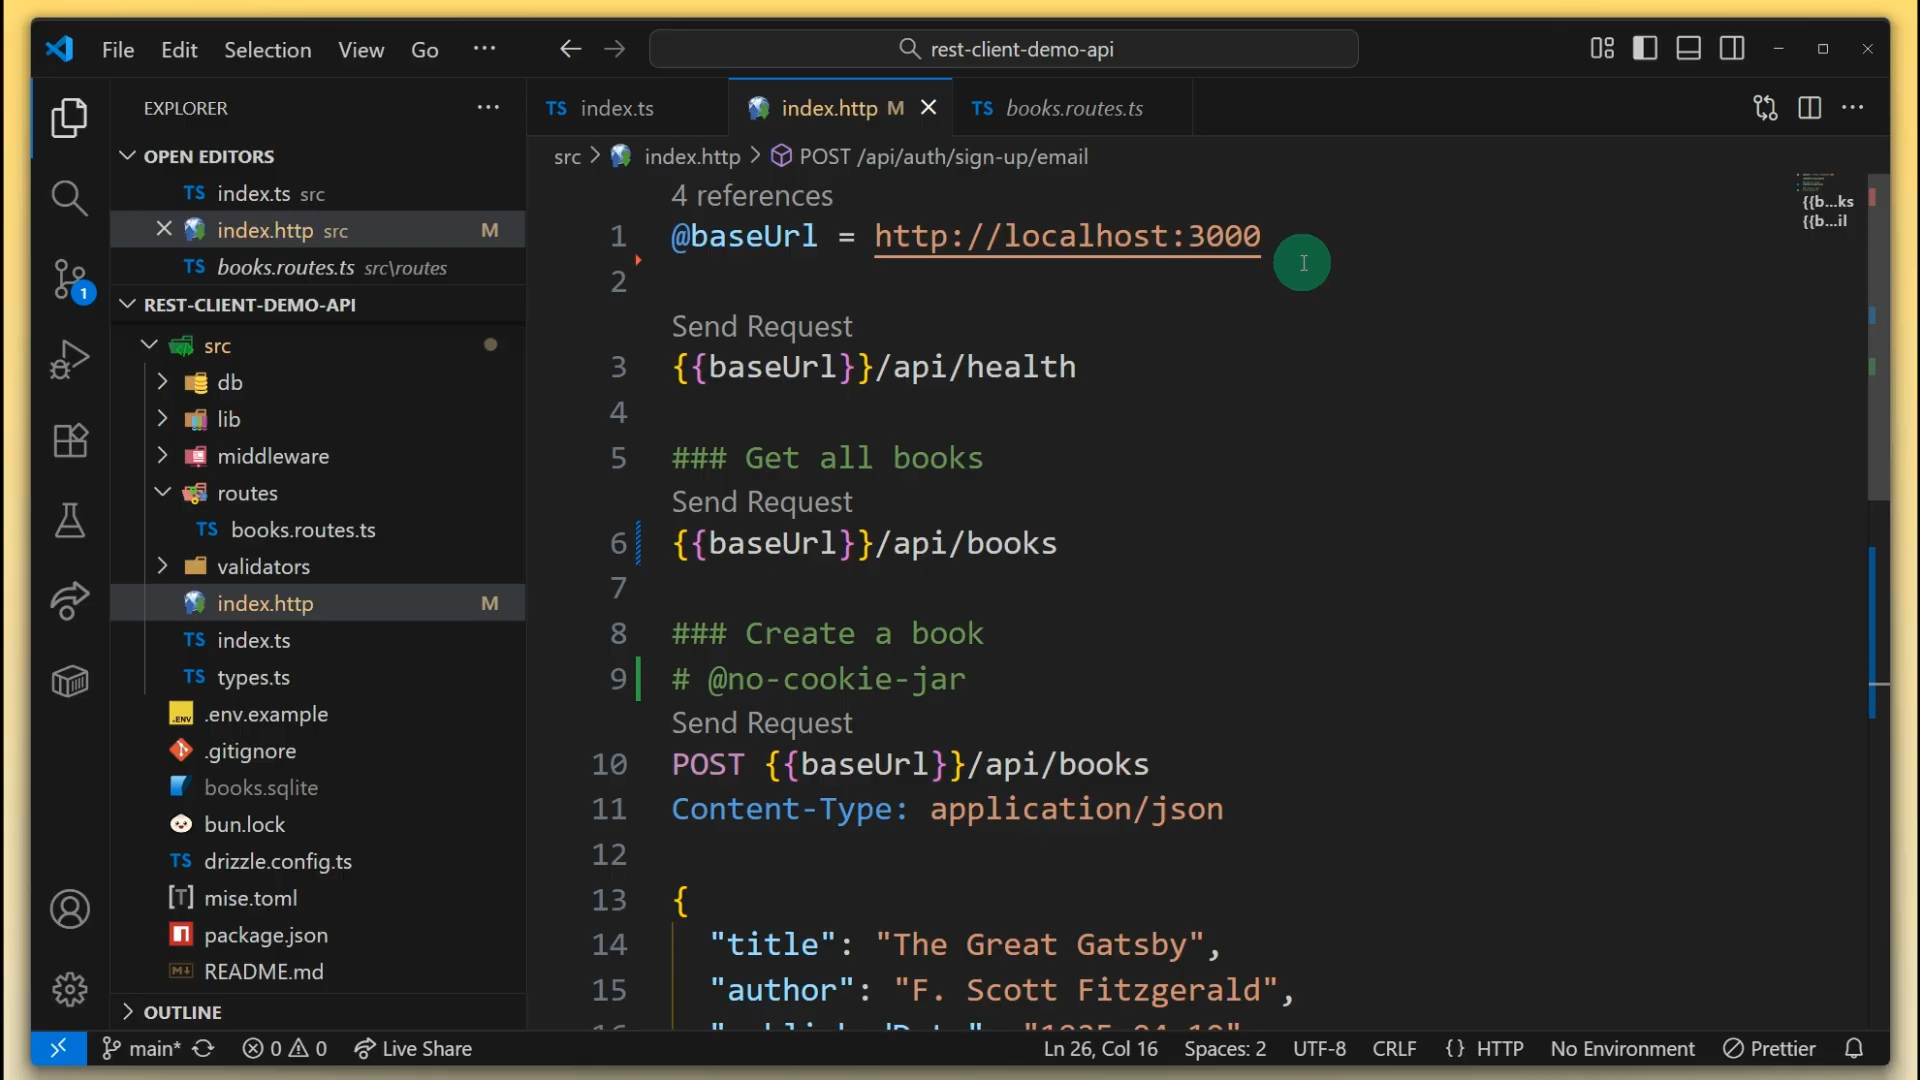 File Edit Selection View Go ···
rest-client-demo-api
EXPLORER
OPEN EDITORS
TS index.ts src
index.http src M
TS books.routes.ts src\routes
REST-CLIENT-DEMO-API
src
db
lib
middleware
routes
TS books.routes.ts
validators
index.http M
TS index.ts
TS types.ts
.ENV .env.example
.gitignore
books.sqlite
bun.lock
TS drizzle.config.ts
[T] mise.toml
package.json
README.md
OUTLINE
1
TS index.ts
index.http M
TS books.routes.ts
src > index.http > POST /api/auth/sign-up/email
4 references
1 @baseUrl = http://localhost:3000
2
Send Request
3 {{baseUrl}}/api/health
4
5 ### Get all books
Send Request
6 {{baseUrl}}/api/books
7
8 ### Create a book
9 # @no-cookie-jar
Send Request
10 POST {{baseUrl}}/api/books
11 Content-Type: application/json
12
13 {
14 "title": "The Great Gatsby",
15 "author": "F. Scott Fitzgerald",
{{b...ks
{{b...il
main* 0 0 Live Share
Ln 26, Col 16 Spaces: 2 UTF-8 CRLF {} HTTP No Environment Prettier